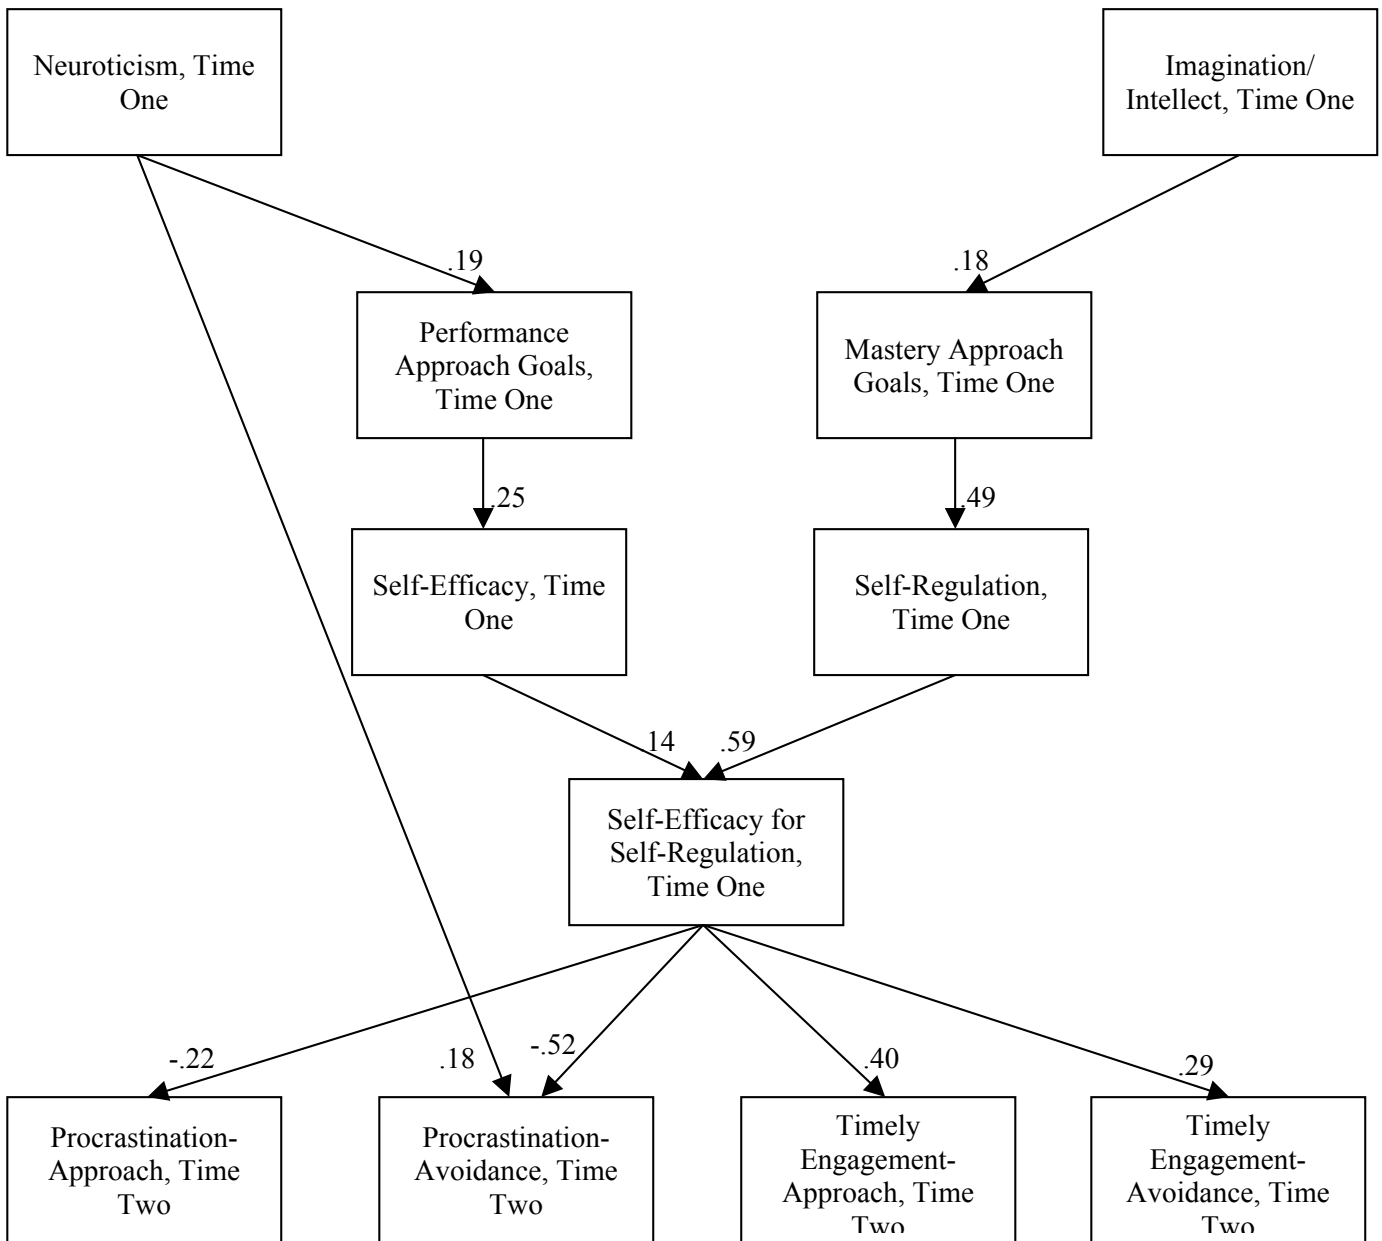 Neuroticism, Time
One
Imagination/
Intellect, Time One
.19
.18
Performance
Approach Goals,
Time One
Mastery Approach
Goals, Time One
.25
.49
Self-Efficacy, Time
One
Self-Regulation,
Time One
.14
.59
Self-Efficacy for
Self-Regulation,
Time One
-.22
.18
-.52
.40
.29
Procrastination-
Approach, Time
Two
Procrastination-
Avoidance, Time
Two
Timely
Engagement-
Approach, Time
Two
Timely
Engagement-
Avoidance, Time
Two